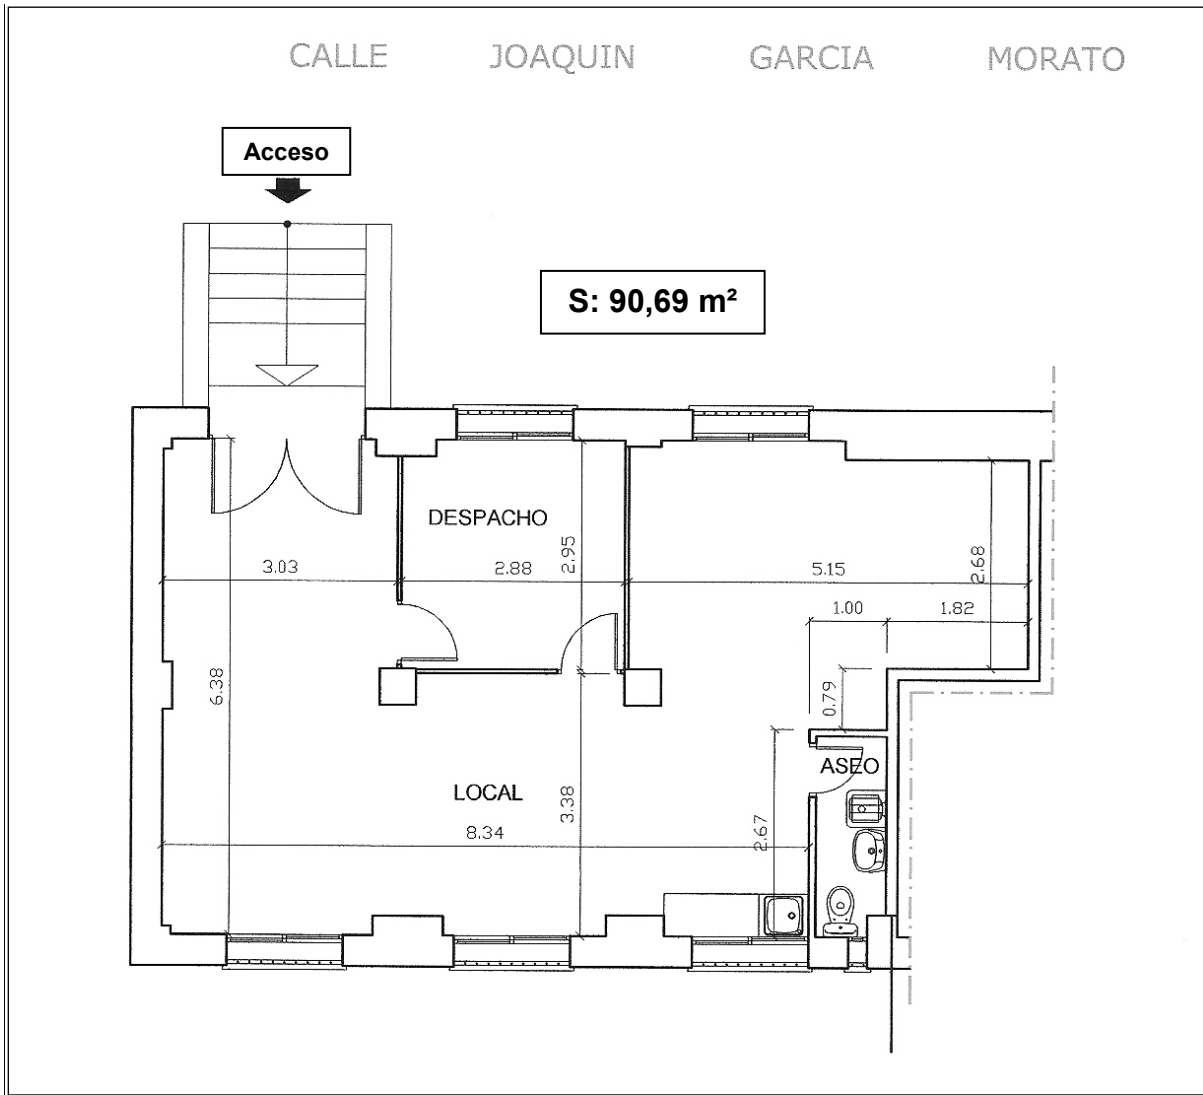 CALLE JOAQUIN GARCIA MORATO
Acceso
S: 90,69 m²
DESPACHO
3.03
2.88
2.95
5.15
2.68
1.00
1.82
6.38
0.79
ASEO
LOCAL
3.38
8.34
2.67